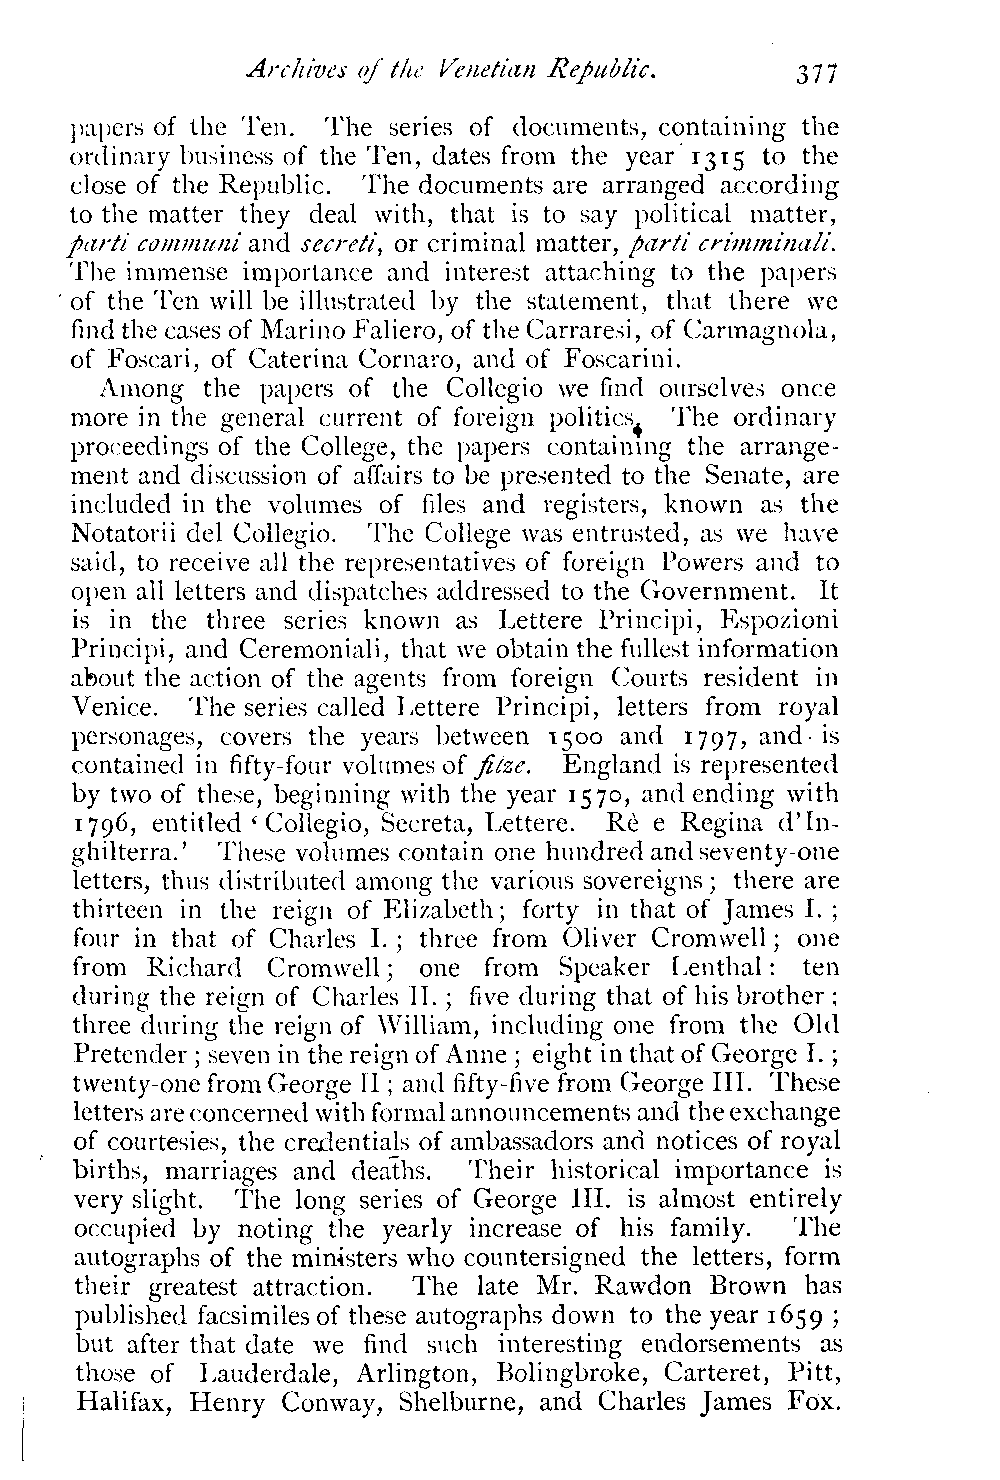 Archives of the Venetian Republic. 377
papers of the Ten. The series of documents, containing the
ordinary business of the Ten, dates from the year 1315 to the
close of the Republic. The documents are arranged according
to the matter they deal with, that is to say political matter,
parti communi and secreti, or criminal matter, parti crimminali.
The immense importance and interest attaching to the papers
of the Ten will be illustrated by the statement, that there we
find the cases of Marino Faliero, of the Carraresi, of Carmagnola,
of Foscari, of Caterina Cornaro, and of Foscarini.
Among the papers of the Collegio we find ourselves once
more in the general current of foreign politics. The ordinary
proceedings of the College, the papers containing the arrange-
ment and discussion of affairs to be presented to the Senate, are
included in the volumes of files and registers, known as the
Notatorii del Collegio. The College was entrusted, as we have
said, to receive all the representatives of foreign Powers and to
open all letters and dispatches addressed to the Government. It
is in the three series known as Lettere Principi, Espozioni
Principi, and Ceremoniali, that we obtain the fullest information
about the action of the agents from foreign Courts resident in
Venice. The series called Lettere Principi, letters from royal
personages, covers the years between 1500 and 1797, and is
contained in fifty-four volumes of filze. England is represented
by two of these, beginning with the year 1570, and ending with
1796, entitled ‘Collegio, Secreta, Lettere. Rè e Regina d'In-
ghilterra.’ These volumes contain one hundred and seventy-one
letters, thus distributed among the various sovereigns; there are
thirteen in the reign of Elizabeth; forty in that of James I. ;
four in that of Charles I. ; three from Oliver Cromwell; one
from Richard Cromwell; one from Speaker Lenthal: ten
during the reign of Charles II. ; five during that of his brother :
three during the reign of William, including one from the Old
Pretender ; seven in the reign of Anne ; eight in that of George I. ;
twenty-one from George II ; and fifty-five from George III. These
letters are concerned with formal announcements and the exchange
of courtesies, the credentials of ambassadors and notices of royal
births, marriages and deaths. Their historical importance is
very slight. The long series of George III. is almost entirely
occupied by noting the yearly increase of his family. The
autographs of the ministers who countersigned the letters, form
their greatest attraction. The late Mr. Rawdon Brown has
published facsimiles of these autographs down to the year 1659 ;
but after that date we find such interesting endorsements as
those of Lauderdale, Arlington, Bolingbroke, Carteret, Pitt,
Halifax, Henry Conway, Shelburne, and Charles James Fox.